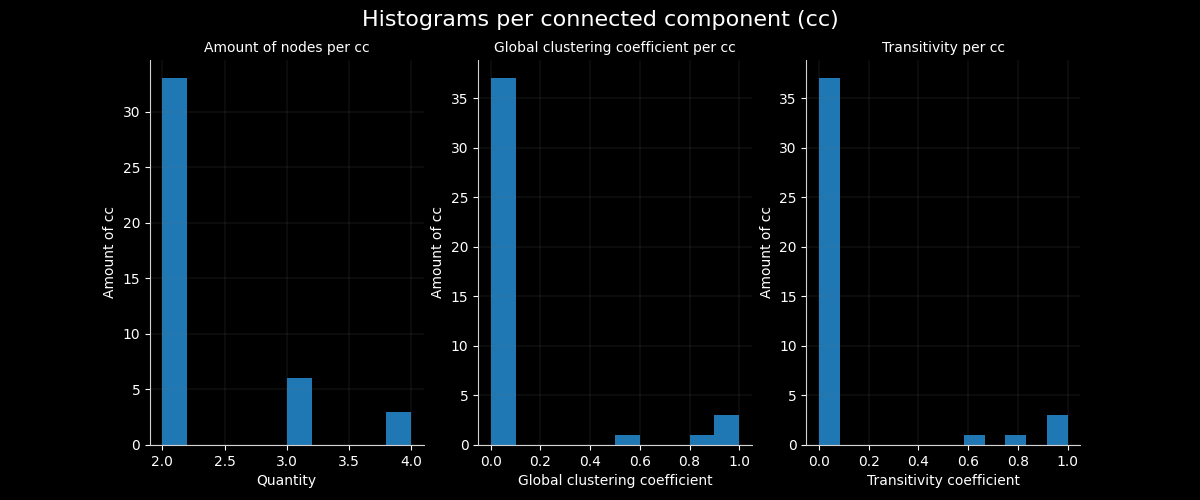 Histograms per connected component (cc)
Amount of nodes per cc
Global clustering coefficient per cc
Transitivity per cc
Amount of cc
30
25
20
15
10
5
0
2.0 2.5 3.0 3.5 4.0
Quantity
Amount of cc
35
30
25
20
15
10
5
0
0.0 0.2 0.4 0.6 0.8 1.0
Global clustering coefficient
Amount of cc
35
30
25
20
15
10
5
0
0.0 0.2 0.4 0.6 0.8 1.0
Transitivity coefficient